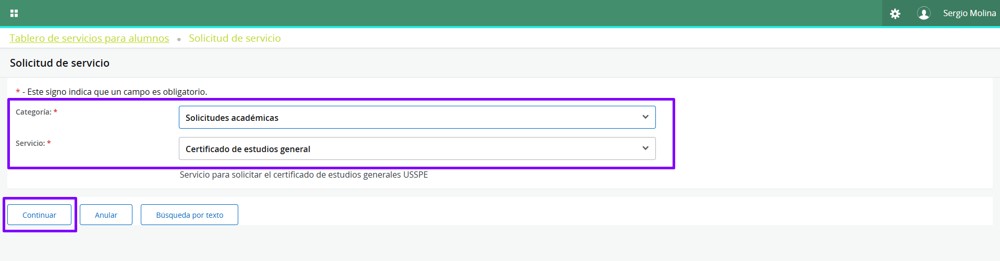 Sergio Molina
Tablero de servicios para alumnos • Solicitud de servicio
Solicitud de servicio
* - Este signo indica que un campo es obligatorio.
Categoría: * Solicitudes académicas
Servicio: * Certificado de estudios general
Servicio para solicitar el certificado de estudios generales USSPE
Continuar Anular Búsqueda por texto